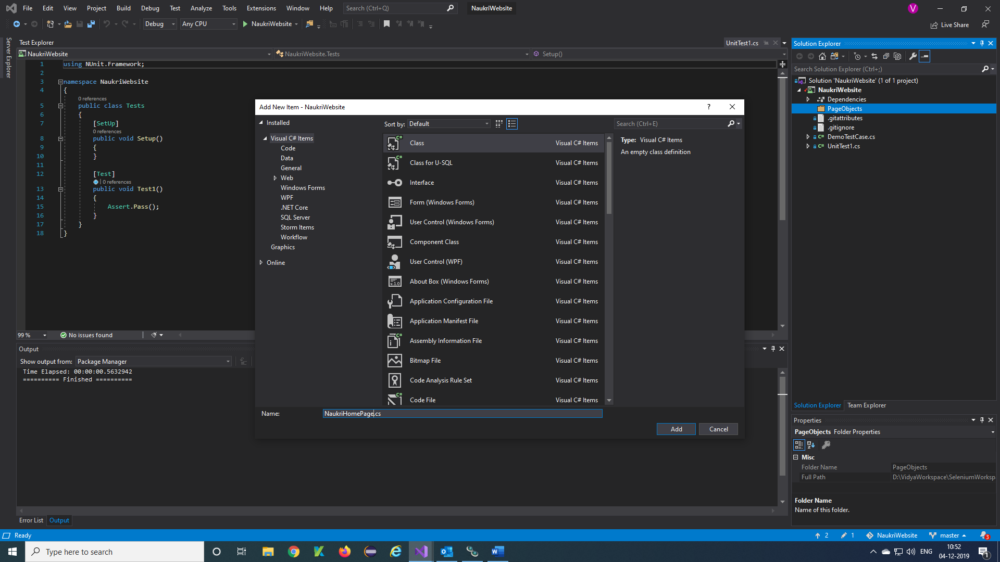 File Edit View Project Build Debug Test Analyze Tools Extensions Window Help Search (Ctrl+Q) NaukriWebsite V
Debug Any CPU NaukriWebsite Live Share
Server Explorer
Test Explorer UnitTest1.cs
NaukriWebsite NaukriWebsite.Tests Setup()
1 using NUnit.Framework;
2
3 namespace NaukriWebsite
4 {
0 references
5 public class Tests
6 {
7 [SetUp]
0 references
8 public void Setup()
9 {
10 }
11
12 [Test]
| 0 references
13 public void Test1()
14 {
15 Assert.Pass();
16 }
17 }
18 }
99 % No issues found
Output
Show output from: Package Manager
Time Elapsed: 00:00:00.5632942
========== Finished ==========
Error List Output
Add New Item - NaukriWebsite ?
Installed
Visual C# Items
Code
Data
General
Web
Windows Forms
WPF
.NET Core
SQL Server
Storm Items
Workflow
Graphics
Online
Sort by: Default
Search (Ctrl+E)
Class Visual C# Items
Class for U-SQL Visual C# Items
Interface Visual C# Items
Form (Windows Forms) Visual C# Items
User Control (Windows Forms) Visual C# Items
Component Class Visual C# Items
User Control (WPF) Visual C# Items
About Box (Windows Forms) Visual C# Items
Application Configuration File Visual C# Items
Application Manifest File Visual C# Items
Assembly Information File Visual C# Items
Bitmap File Visual C# Items
Code Analysis Rule Set Visual C# Items
Code File Visual C# Items
Type: Visual C# Items
An empty class definition
Name: NaukriHomePage.cs
Add Cancel
Solution Explorer
Search Solution Explorer (Ctrl+;)
Solution 'NaukriWebsite' (1 of 1 project)
NaukriWebsite
Dependencies
PageObjects
.gitattributes
.gitignore
C# DemoTestCase.cs
C# UnitTest1.cs
Solution Explorer Team Explorer
Properties
PageObjects Folder Properties
Misc
Folder Name PageObjects
Full Path D:\VidyaWorkspace\SeleniumWorksp
Folder Name
Name of this folder.
Ready 2 1 NaukriWebsite master 3
Type here to search
ENG 10:52
04-12-2019 1